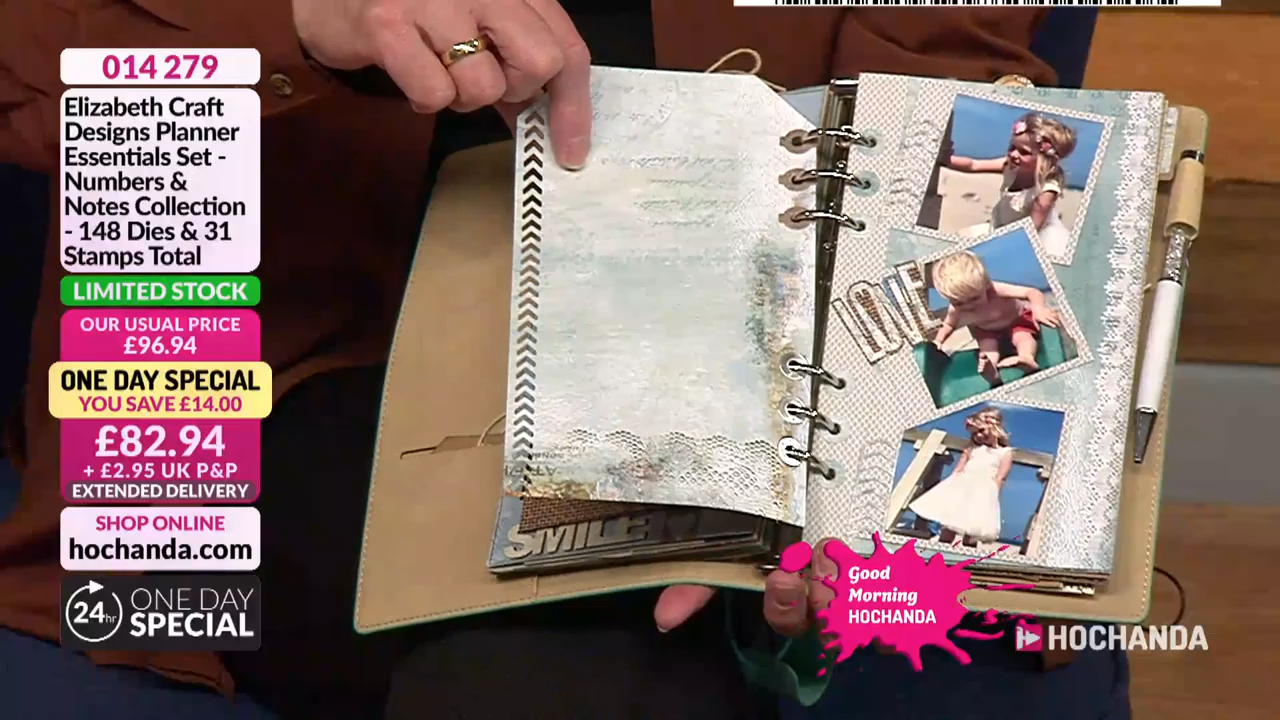 014 279
Elizabeth Craft
Designs Planner
Essentials Set -
Numbers &
Notes Collection
- 148 Dies & 31
Stamps Total
LIMITED STOCK
OUR USUAL PRICE
£96.94
ONE DAY SPECIAL
YOU SAVE £14.00
£82.94
+ £2.95 UK P&P
EXTENDED DELIVERY
SHOP ONLINE
hochanda.com
24hr
ONE DAY
SPECIAL
LOVE
SMILE
Good
Morning
HOCHANDA
HOCHANDA